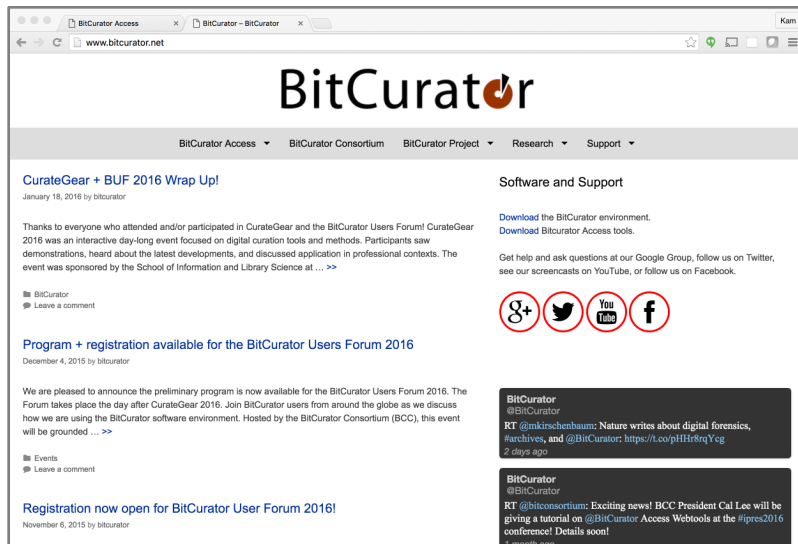 BitCurator Access
BitCurator – BitCurator
Kam
www.bitcurator.net
BitCurator
BitCurator Access
BitCurator Consortium
BitCurator Project
Research
Support
CurateGear + BUF 2016 Wrap Up!
January 18, 2016 by bitcurator
Thanks to everyone who attended and/or participated in CurateGear and the BitCurator Users Forum! CurateGear
2016 was an interactive day-long event focused on digital curation tools and methods. Participants saw
demonstrations, heard about the latest developments, and discussed application in professional contexts. The
event was sponsored by the School of Information and Library Science at … >>
BitCurator
Leave a comment
Program + registration available for the BitCurator Users Forum 2016
December 4, 2015 by bitcurator
We are pleased to announce the preliminary program is now available for the BitCurator Users Forum 2016. The
Forum takes place the day after CurateGear 2016. Join BitCurator users from around the globe as we discuss
how we are using the BitCurator software environment. Hosted by the BitCurator Consortium (BCC), this event
will be grounded … >>
Events
Leave a comment
Registration now open for BitCurator User Forum 2016!
November 6, 2015 by bitcurator
Software and Support
Download the BitCurator environment.
Download Bitcurator Access tools.
Get help and ask questions at our Google Group, follow us on Twitter,
see our screencasts on YouTube, or follow us on Facebook.
g+
You
Tube
f
BitCurator
@BitCurator
RT @mkirschenbaum: Nature writes about digital forensics,
#archives, and @BitCurator: https://t.co/pHHr8rqYcg
2 days ago
BitCurator
@BitCurator
RT @bitconsortium: Exciting news! BCC President Cal Lee will be
giving a tutorial on @BitCurator Access Webtools at the #ipres2016
conference! Details soon!
1 month ago